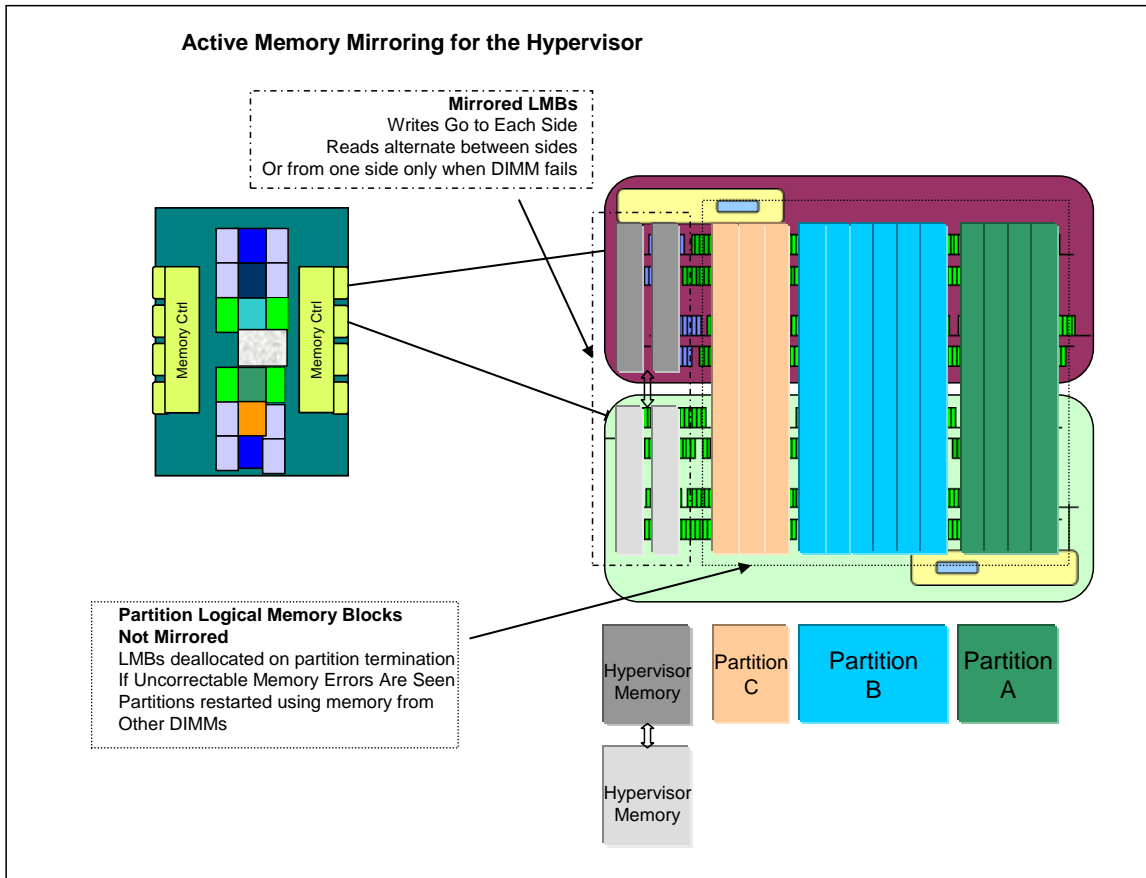 Active Memory Mirroring for the Hypervisor
Mirrored LMBs
Writes Go to Each Side
Reads alternate between sides
Or from one side only when DIMM fails
Memory Ctrl
Memory Ctrl
Partition Logical Memory Blocks
Not Mirrored
LMBs deallocated on partition termination
If Uncorrectable Memory Errors Are Seen
Partitions restarted using memory from
Other DIMMs
Hypervisor
Memory
Partition
C
Partition
B
Partition
A
Hypervisor
Memory